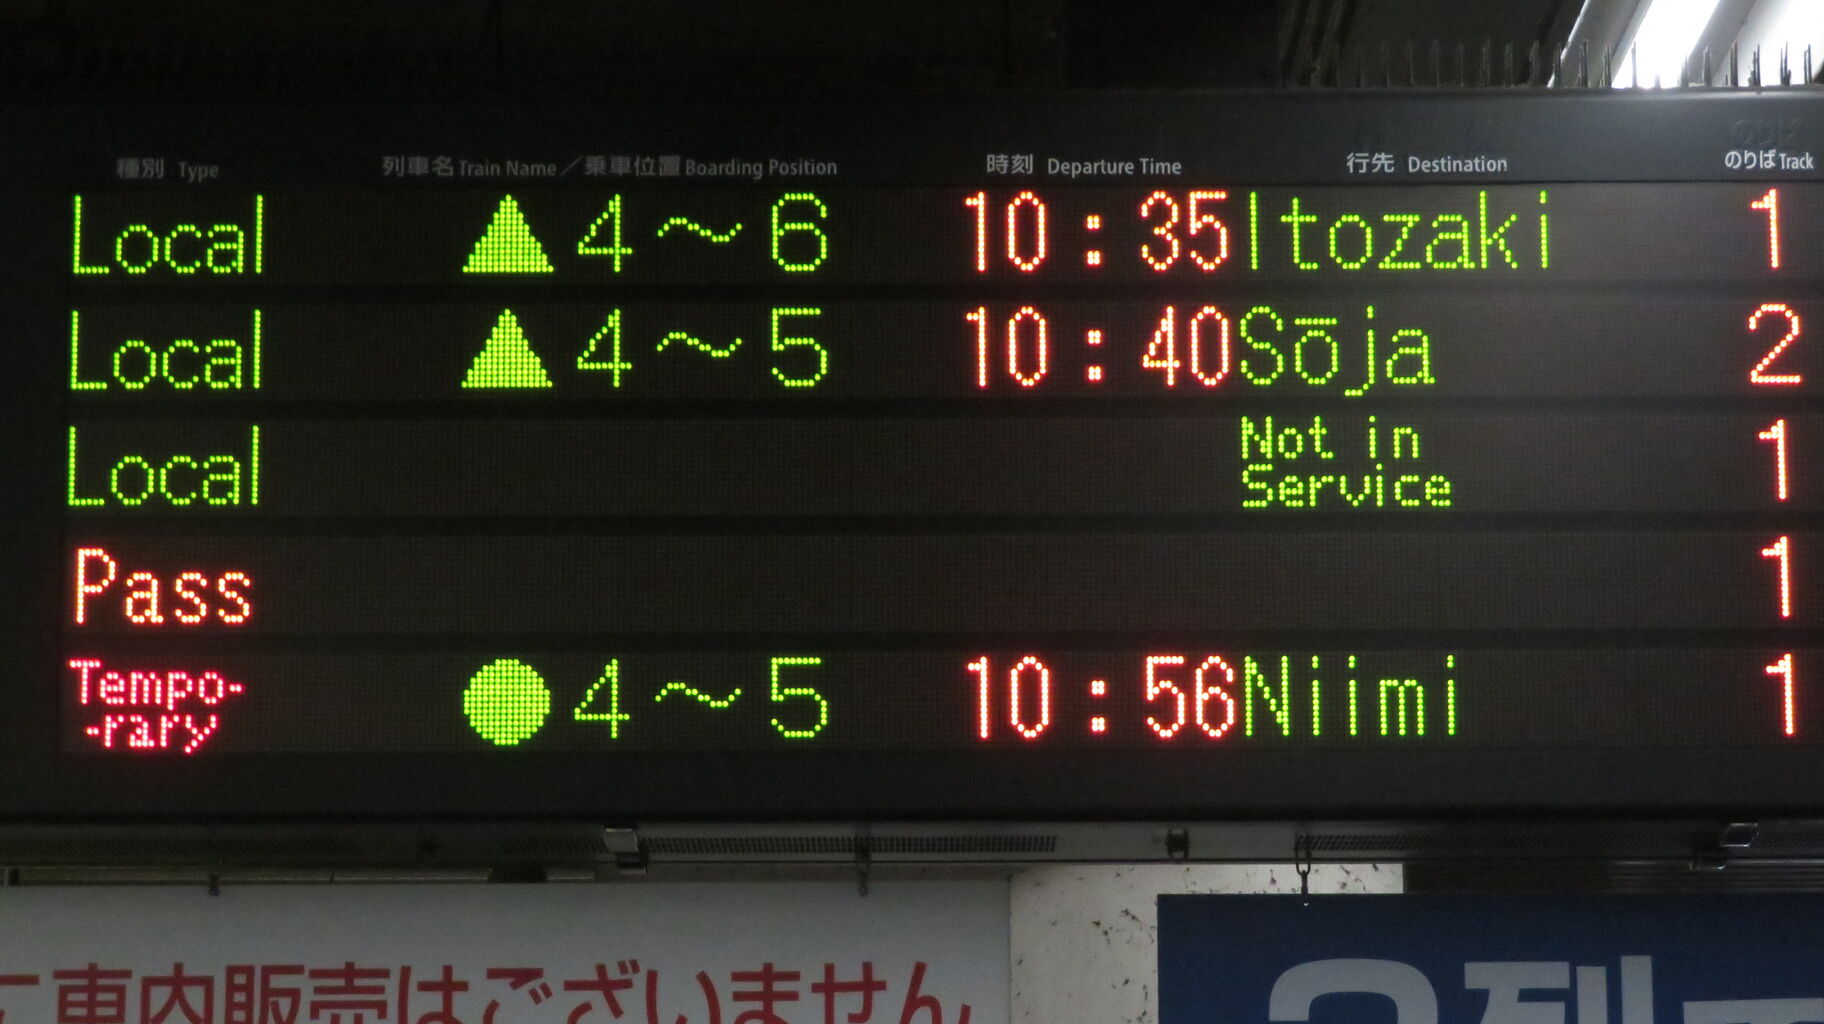 種別 Type 列車名 Train Name／乗車位置 Boarding Position 時刻 Departure Time 行先 Destination のりば Track
Local ▲ 4～6 10:35 Itozaki 1
Local ▲ 4～5 10:40 Sōja 2
Local Not in Service 1
Pass 1
Tempo-
-rary ● 4～5 10:56 Niimi 1
車内販売はございません
列